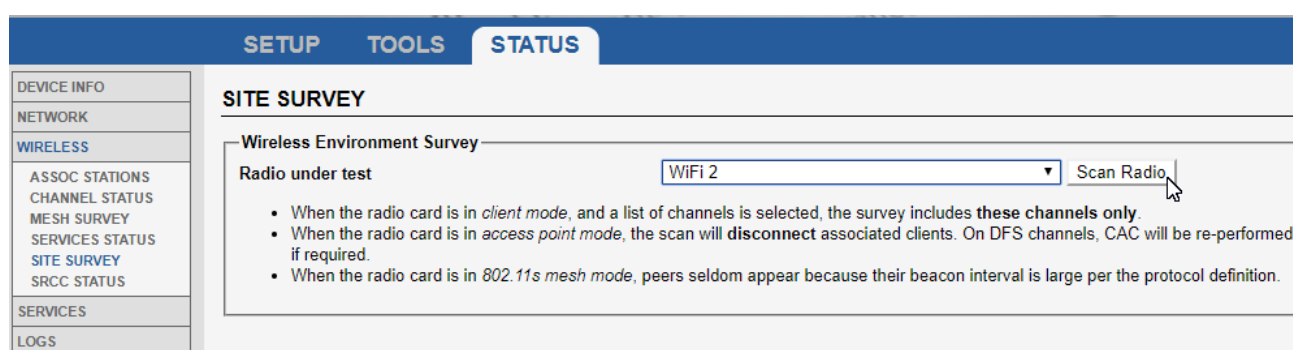 SETUP TOOLS STATUS
DEVICE INFO
NETWORK
WIRELESS
ASSOC STATIONS
CHANNEL STATUS
MESH SURVEY
SERVICES STATUS
SITE SURVEY
SRCC STATUS
SERVICES
LOGS
SITE SURVEY
Wireless Environment Survey
Radio under test WiFi 2 Scan Radio
• When the radio card is in client mode, and a list of channels is selected, the survey includes these channels only.
• When the radio card is in access point mode, the scan will disconnect associated clients. On DFS channels, CAC will be re-performed
if required.
• When the radio card is in 802.11s mesh mode, peers seldom appear because their beacon interval is large per the protocol definition.